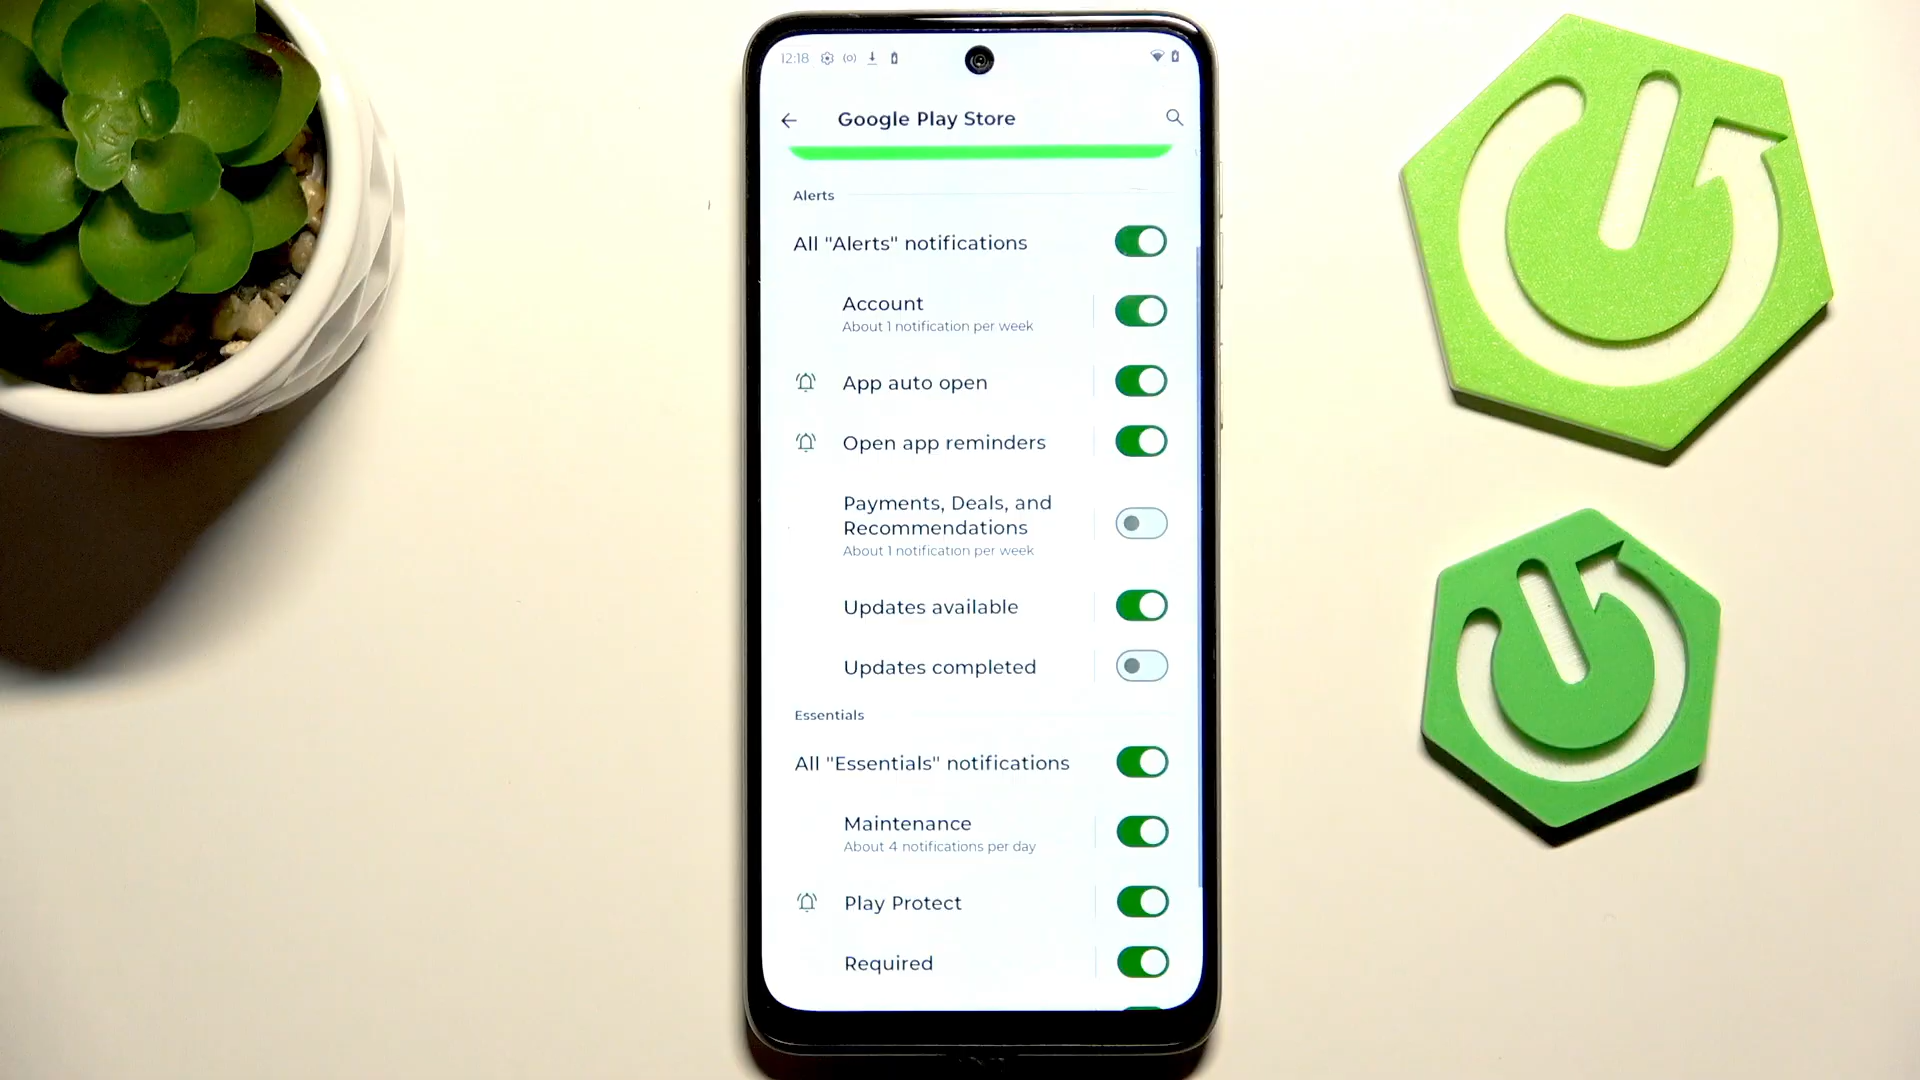 12:18
Google Play Store
Alerts
All "Alerts" notifications
Account
About 1 notification per week
App auto open
Open app reminders
Payments, Deals, and
Recommendations
About 1 notification per week
Updates available
Updates completed
Essentials
All "Essentials" notifications
Maintenance
About 4 notifications per day
Play Protect
Required